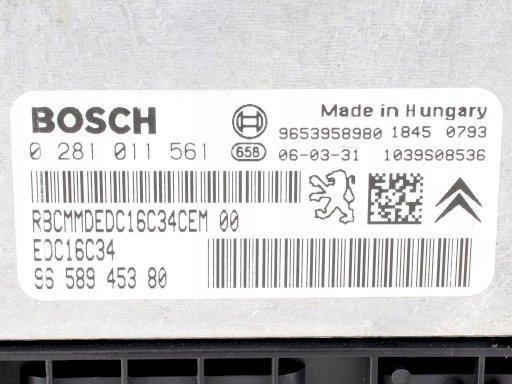 BOSCH
Made in Hungary
9653958980 1845 0793
0 281 011 561 658 06-03-31 1039S08536
RBCMMDEDC16C34CEM 00
EDC16C34
96 589 453 80